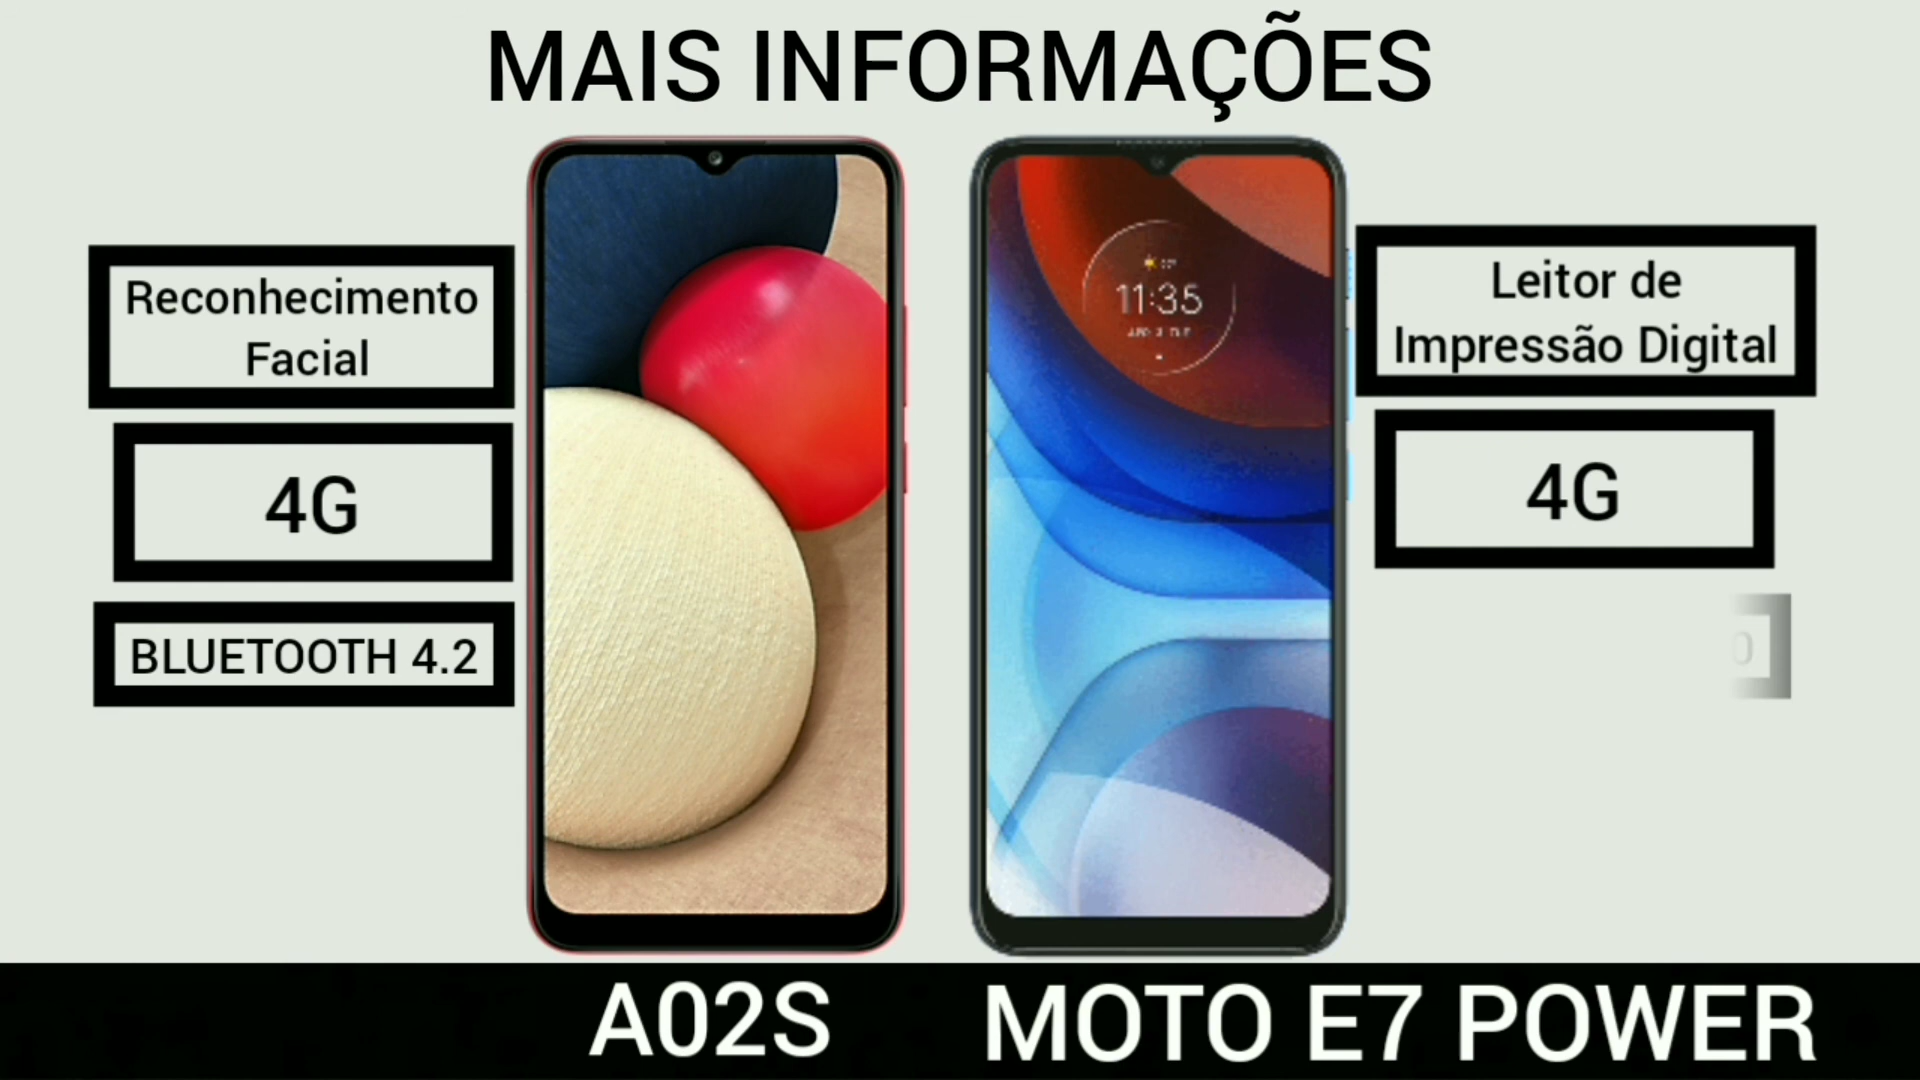 MAIS INFORMAÇÕES
Reconhecimento
Facial
4G
BLUETOOTH 4.2
11:35
Leitor de
Impressão Digital
4G
A02S
MOTO E7 POWER